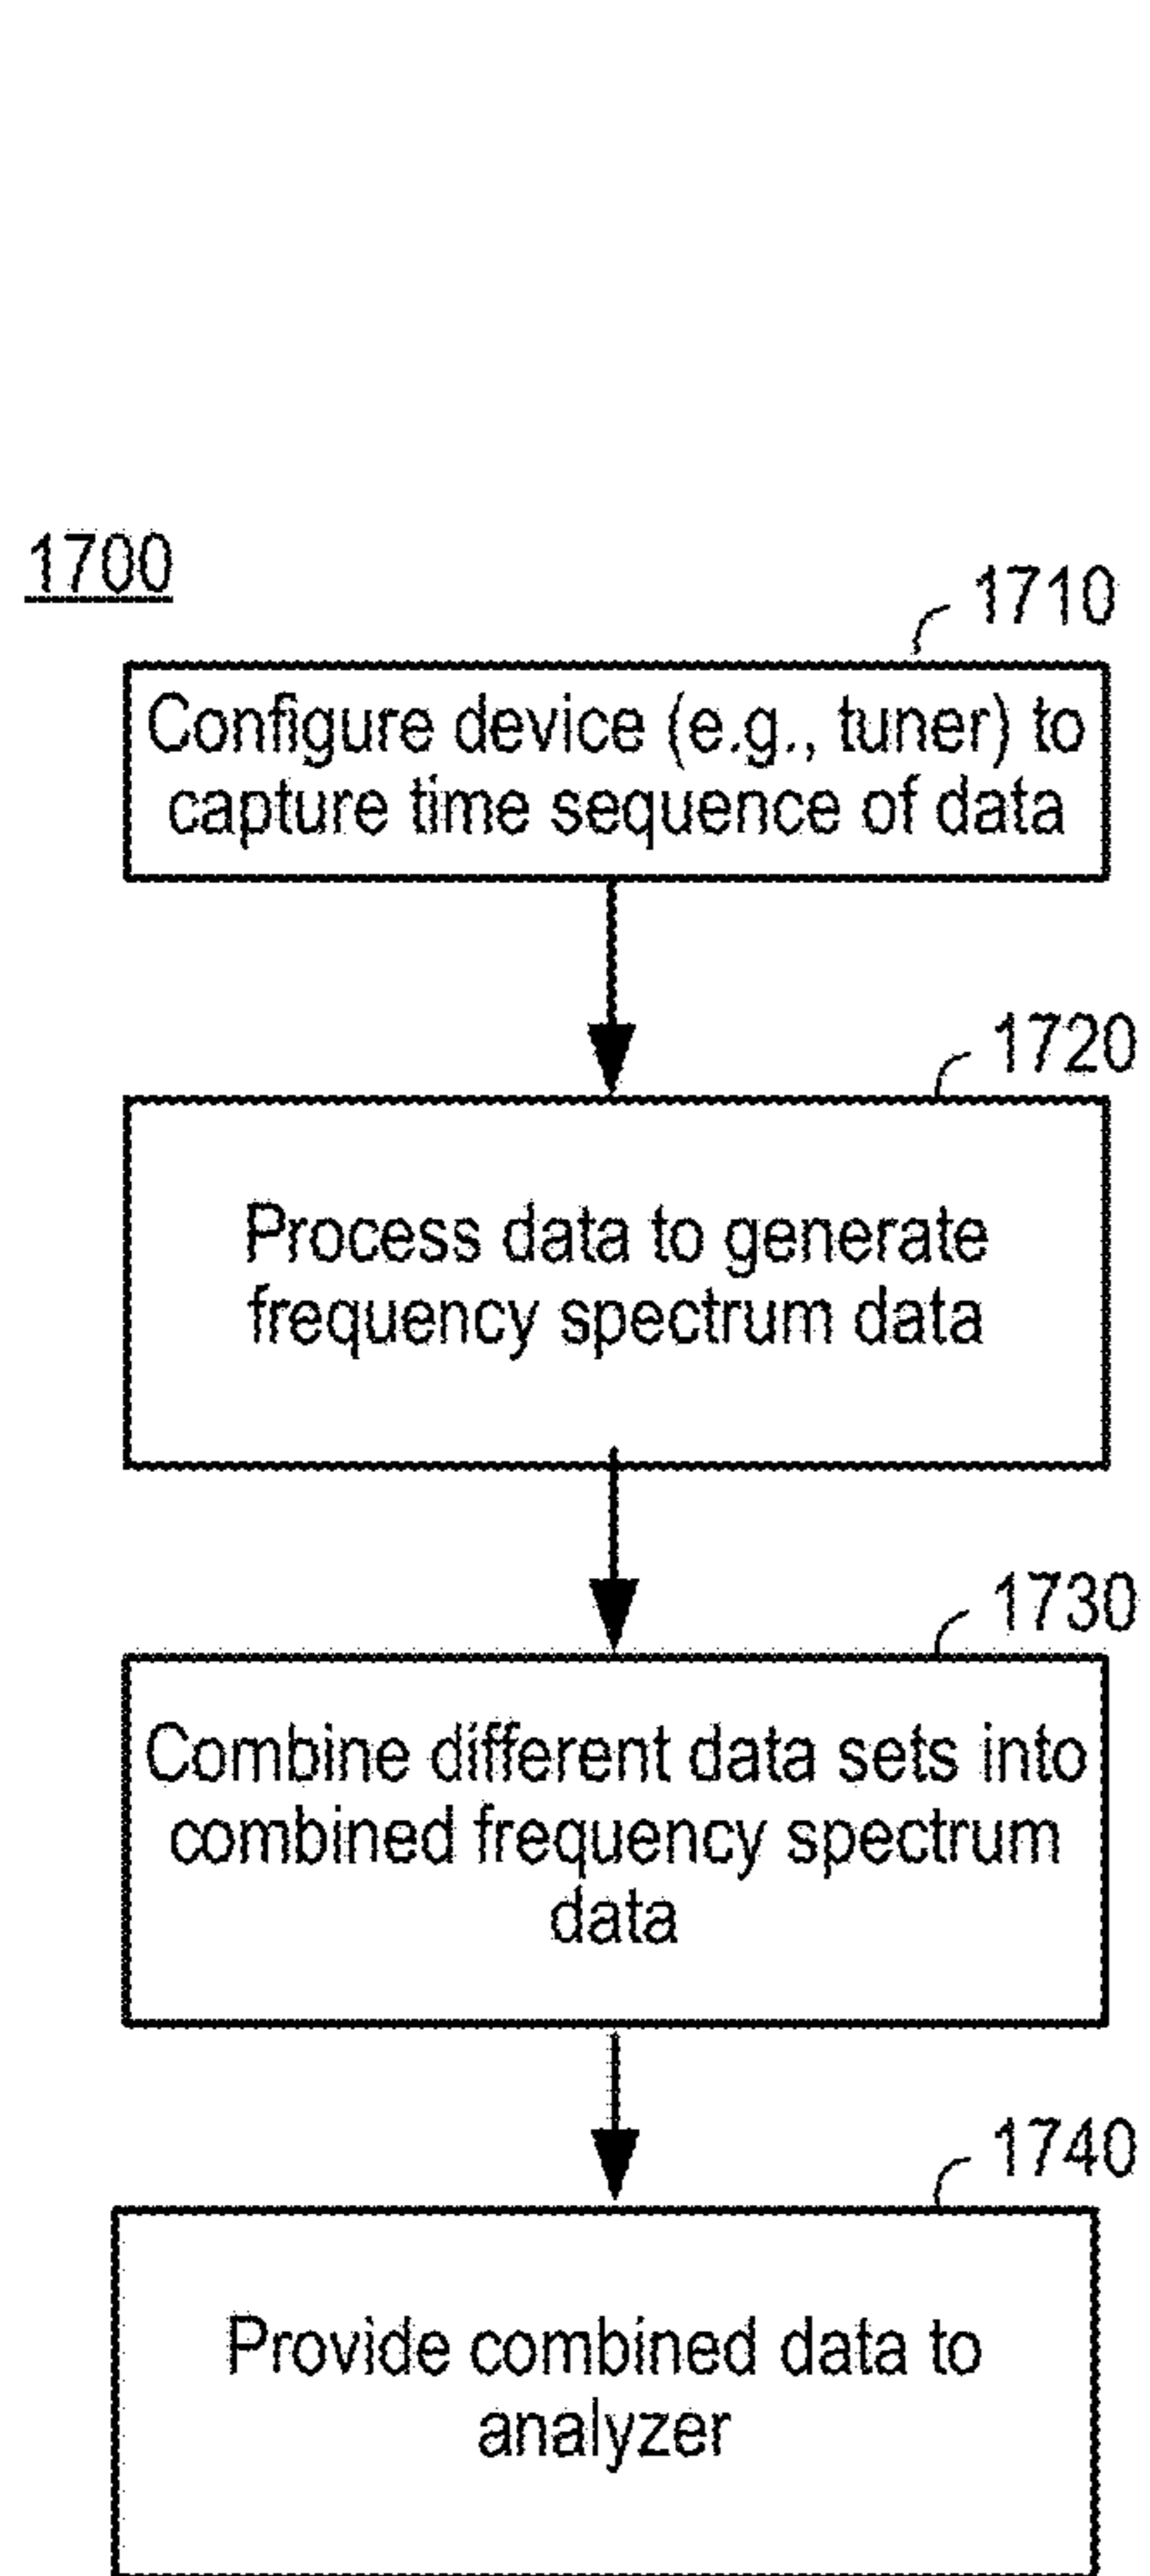 1700
1710
Configure device (e.g., tuner) to
capture time sequence of data
1720
Process data to generate
frequency spectrum data
1730
Combine different data sets into
combined frequency spectrum
data
1740
Provide combined data to
analyzer